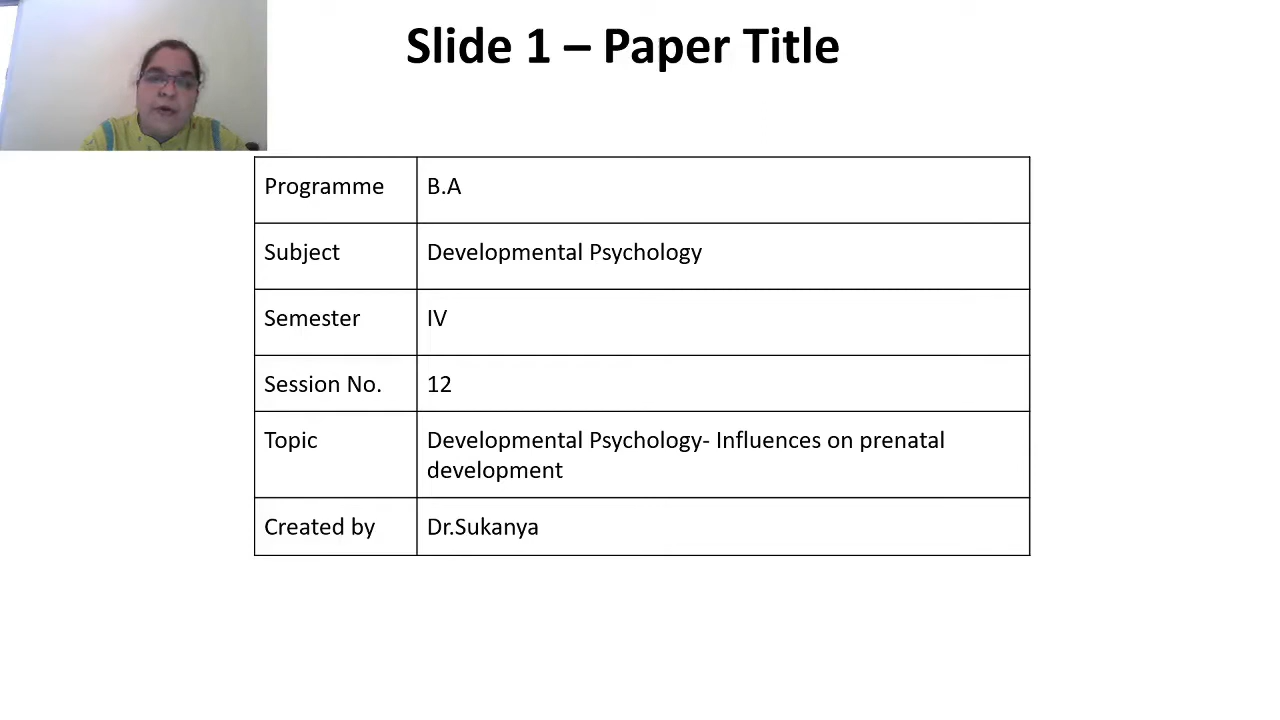 Slide 1 – Paper Title
Programme B.A
Subject Developmental Psychology
Semester IV
Session No. 12
Topic Developmental Psychology- Influences on prenatal
development
Created by Dr.Sukanya